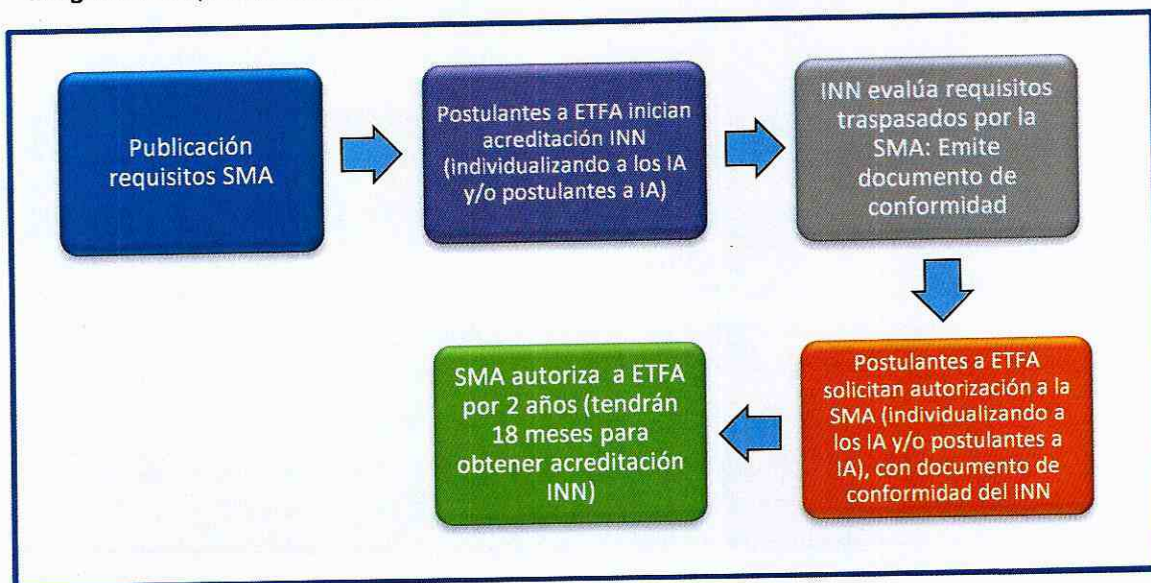 Publicación
requisitos SMA
Postulantes a ETFA inician
acreditación INN
(individualizando a los IA
y/o postulantes a IA)
INN evalúa requisitos
traspasados por la
SMA: Emite
documento de
conformidad
Postulantes a ETFA
solicitan autorización a la
SMA (individualizando a
los IA y/o postulantes a
IA), con documento de
conformidad del INN
SMA autoriza a ETFA
por 2 años (tendrán
18 meses para
obtener acreditación
INN)